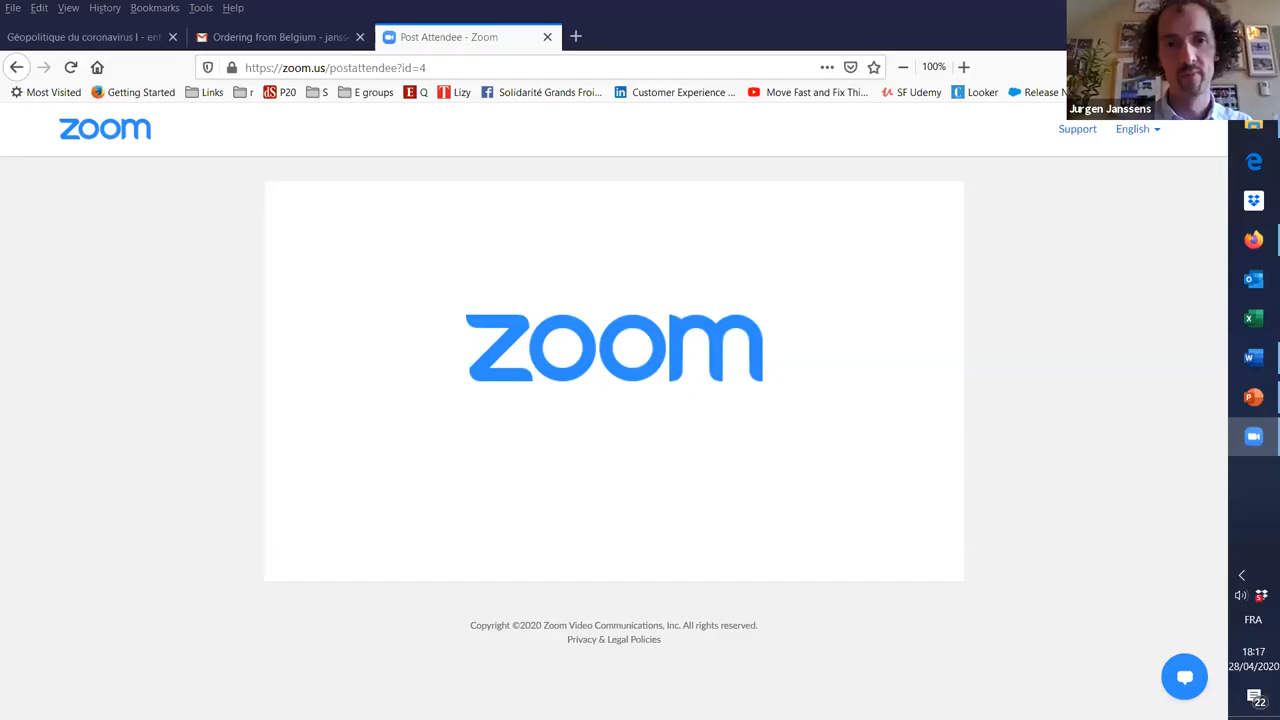 File Edit View History Bookmarks Tools Help
Géopolitique du coronavirus I - ent
Ordering from Belgium - jansse
Post Attendee - Zoom
https://zoom.us/postattendee?id=4
100%
Most Visited Getting Started Links r P20 S E groups Q Lizy Solidarité Grands Froi... Customer Experience ... Move Fast and Fix Thi... SF Udemy Looker Release N
Jurgen Janssens
zoom
Support English
zoom
Copyright ©2020 Zoom Video Communications, Inc. All rights reserved.
Privacy & Legal Policies
FRA
18:17
28/04/2020
22